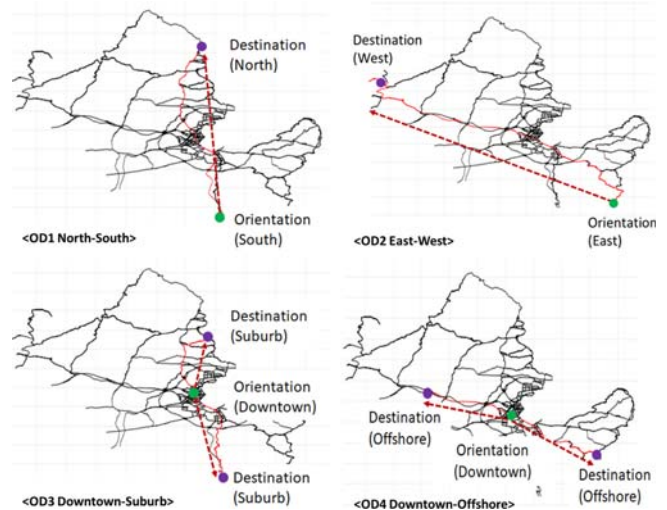 Destination
(North)
Orientation
(South)
<OD1 North-South>
Destination
(West)
Orientation
(East)
<OD2 East-West>
Destination
(Suburb)
Orientation
(Downtown)
Destination
(Suburb)
<OD3 Downtown-Suburb>
Destination
(Offshore)
Orientation
(Downtown)
Destination
(Offshore)
<OD4 Downtown-Offshore>